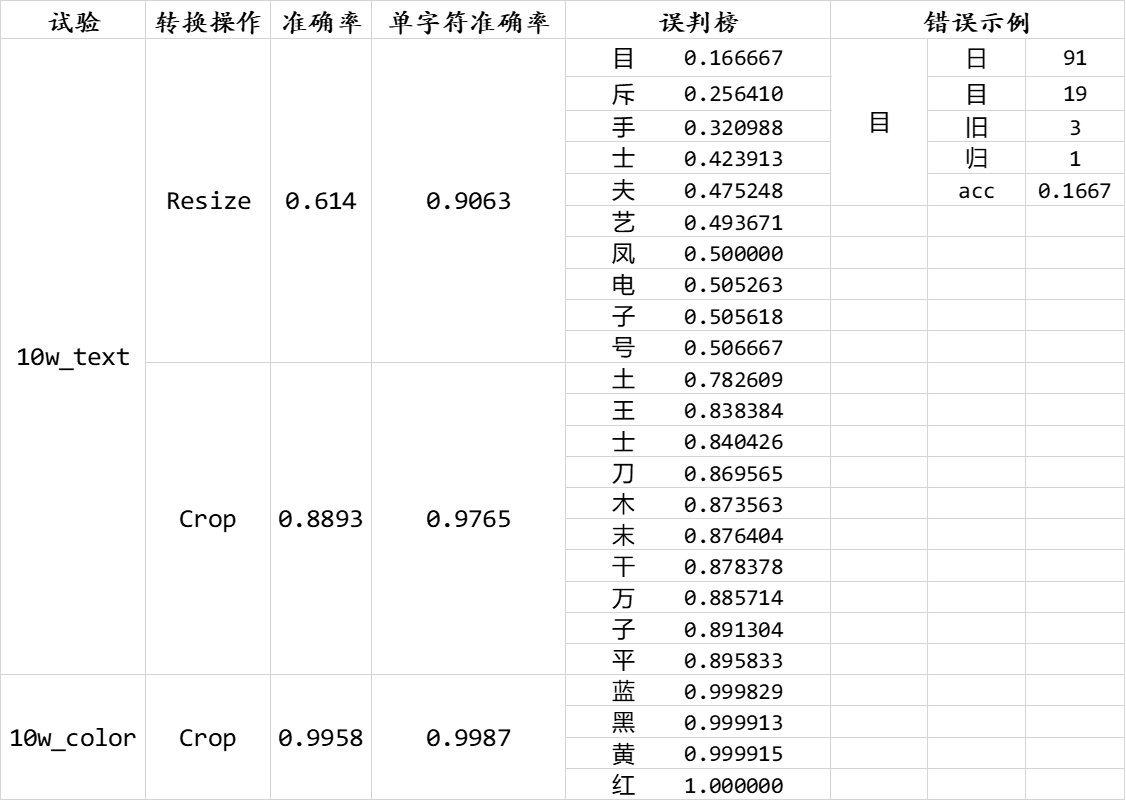 试验 转换操作 准确率 单字符准确率 误判榜 错误示例
目 0.166667 日 91
斥 0.256410 目 19
目
手 0.320988 旧 3
士 0.423913 归 1
夫 0.475248 acc 0.1667
Resize 0.614 0.9063
艺 0.493671
凤 0.500000
电 0.505263
子 0.505618
号 0.506667
10w_text
土 0.782609
王 0.838384
士 0.840426
刀 0.869565
木 0.873563
Crop 0.8893 0.9765
末 0.876404
干 0.878378
万 0.885714
子 0.891304
平 0.895833
蓝 0.999829
黑 0.999913
10w_color Crop 0.9958 0.9987
黄 0.999915
红 1.000000